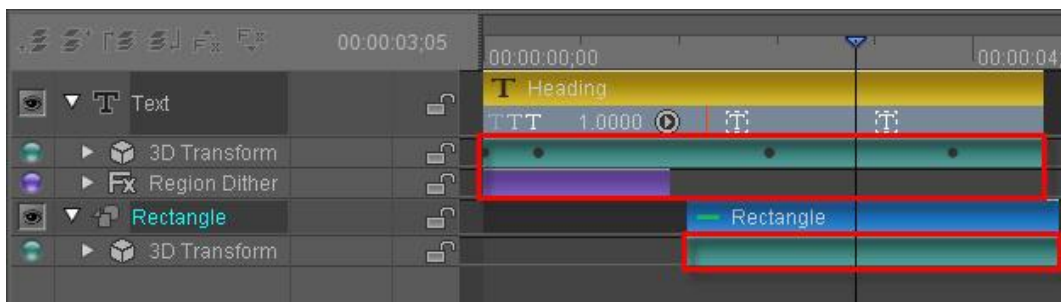 00:00:03;05
00:00:00;00 00:00:04
T Heading
T Text
TTT 1.0000 T T
3D Transform
Fx Region Dither
Rectangle Rectangle
3D Transform